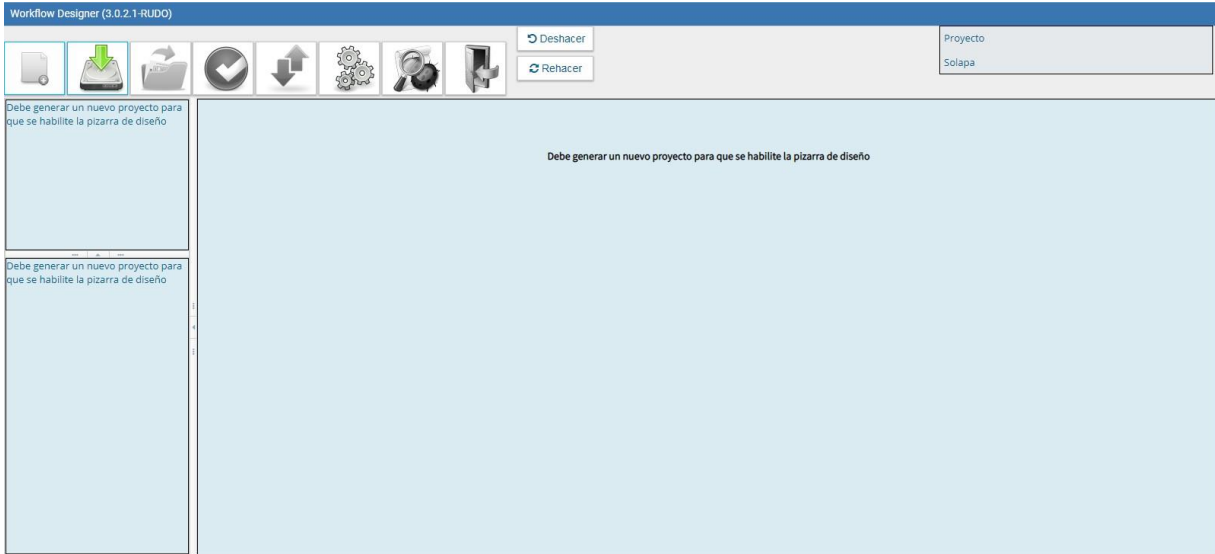 Workflow Designer (3.0.2.1-RUDO)
Deshacer
Rehacer
Proyecto
Solapa
Debe generar un nuevo proyecto para
que se habilite la pizarra de diseño
Debe generar un nuevo proyecto para que se habilite la pizarra de diseño
Debe generar un nuevo proyecto para
que se habilite la pizarra de diseño